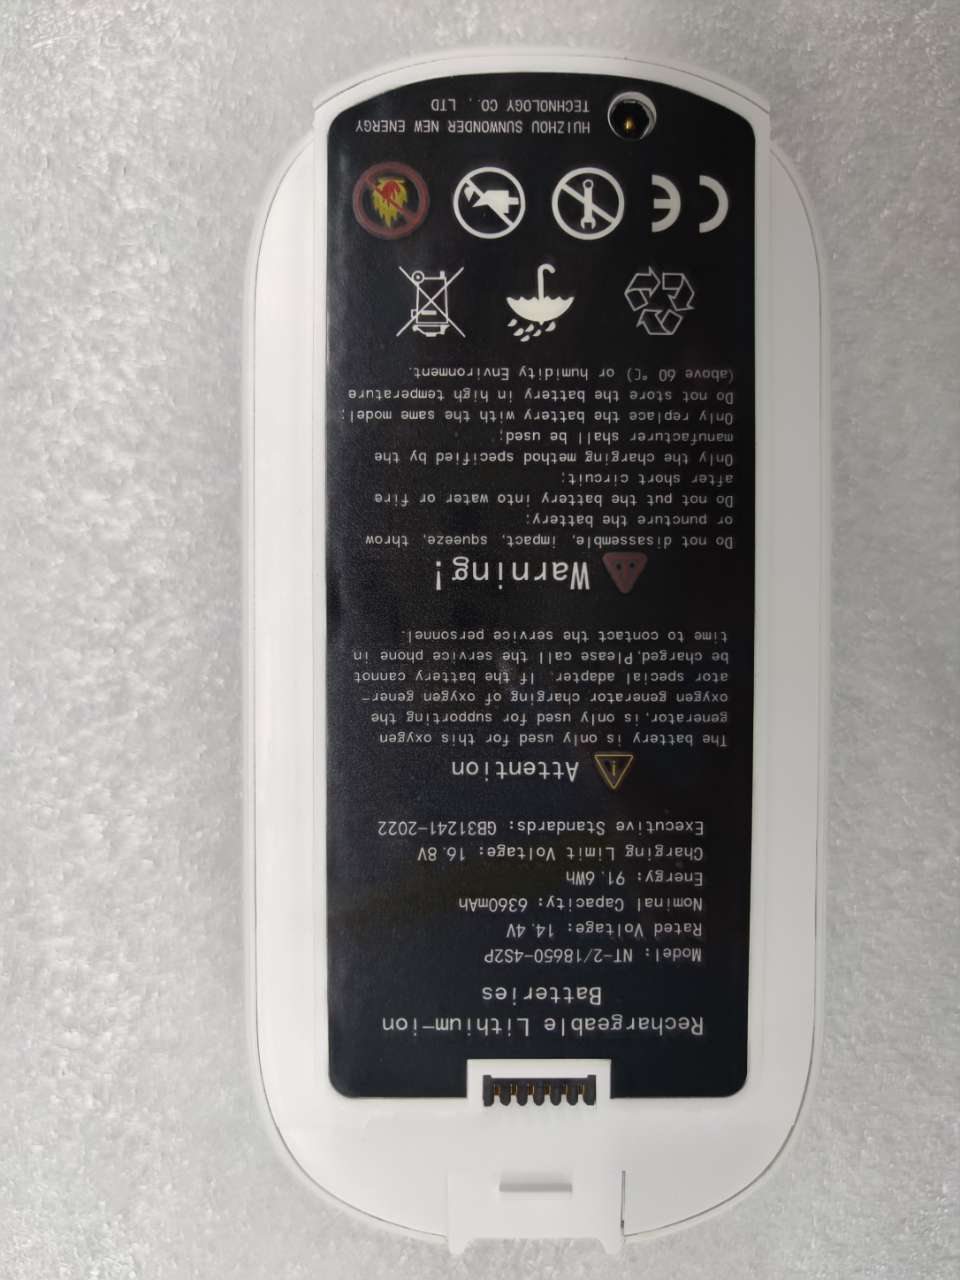 Rechargeable Lithium-ion
Batteries
Model: NT-2/18650-4S2P
Rated Voltage: 14.4V
Nominal Capacity: 6360mAh
Energy: 91.6Wh
Charging Limit Voltage: 16.8V
Executive Standards: GB31241-2022
Attention
The battery is only used for this oxygen
generator, is only used for supporting the
oxygen generator charging of oxygen gener-
ator special adapter. If the battery cannot
be charged,Please call the service phone in
time to contact the service personnel.
Warning!
Do not disassemble, impact, squeeze, throw
or puncture the battery;
Do not put the battery into water or fire
after short circuit;
Only the charging method specified by the
manufacturer shall be used;
Only replace the battery with the same model;
Do not store the battery in high temperature
(above 60 ℃) or humidity Environment.
CE
HUIZHOU SUNWONDER NEW ENERGY
TECHNOLOGY CO., LTD